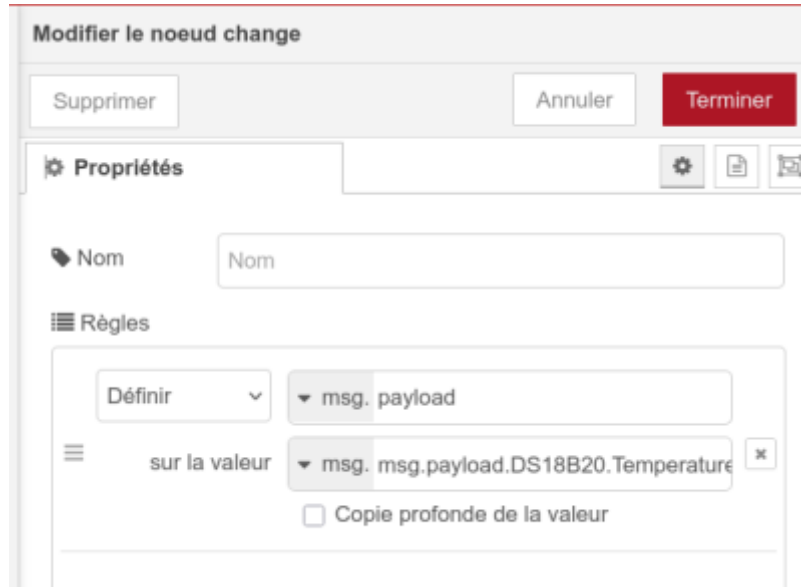 Modifier le noeud change
Supprimer Annuler Terminer
Propriétés
Nom Nom
Règles
Définir msg. payload
sur la valeur msg. msg.payload.DS18B20.Temperature
Copie profonde de la valeur